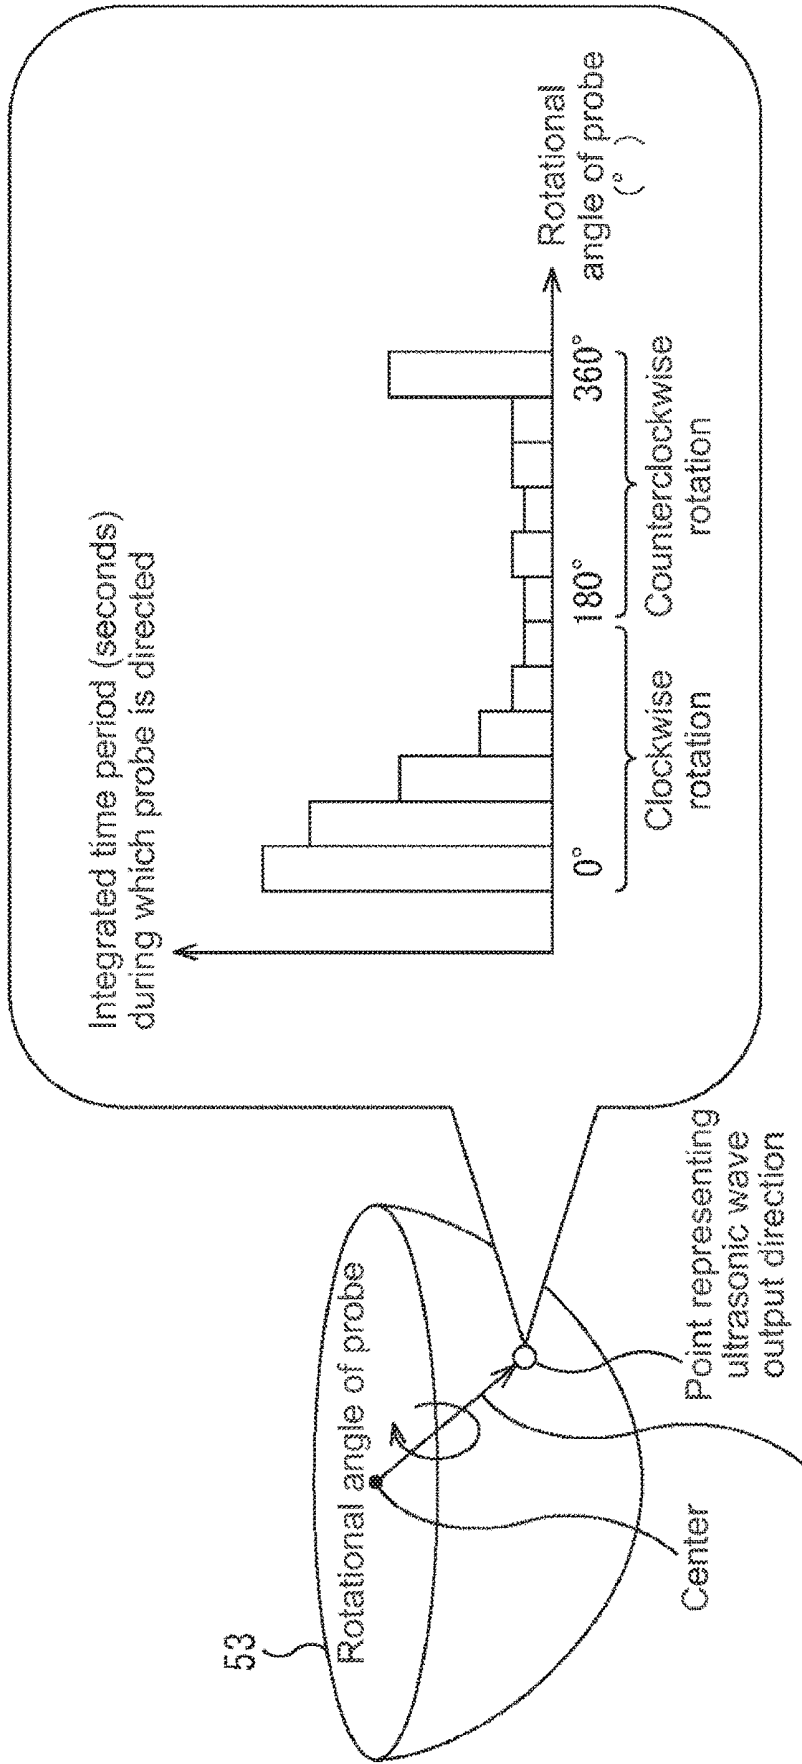 53
Rotational angle of probe
Center
Point representing
ultrasonic wave
output direction
Integrated time period (seconds)
during which probe is directed
0°
180°
360°
Clockwise
rotation
Counterclockwise
rotation
Rotational
angle of probe
(°)